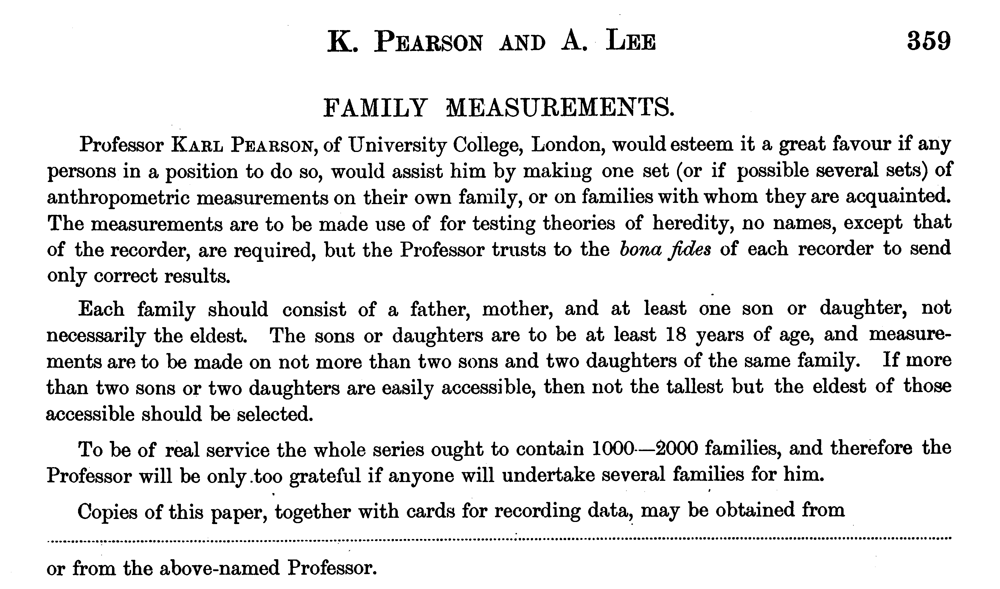 K. PEARSON AND A. LEE 359
FAMILY MEASUREMENTS.
Professor KARL PEARSON, of University College, London, would esteem it a great favour if any
persons in a position to do so, would assist him by making one set (or if possible several sets) of
anthropometric measurements on their own family, or on families with whom they are acquainted.
The measurements are to be made use of for testing theories of heredity, no names, except that
of the recorder, are required, but the Professor trusts to the bona fides of each recorder to send
only correct results.
Each family should consist of a father, mother, and at least one son or daughter, not
necessarily the eldest. The sons or daughters are to be at least 18 years of age, and measure-
ments are to be made on not more than two sons and two daughters of the same family. If more
than two sons or two daughters are easily accessible, then not the tallest but the eldest of those
accessible should be selected.
To be of real service the whole series ought to contain 1000—2000 families, and therefore the
Professor will be only too grateful if anyone will undertake several families for him.
Copies of this paper, together with cards for recording data, may be obtained from
or from the above-named Professor.